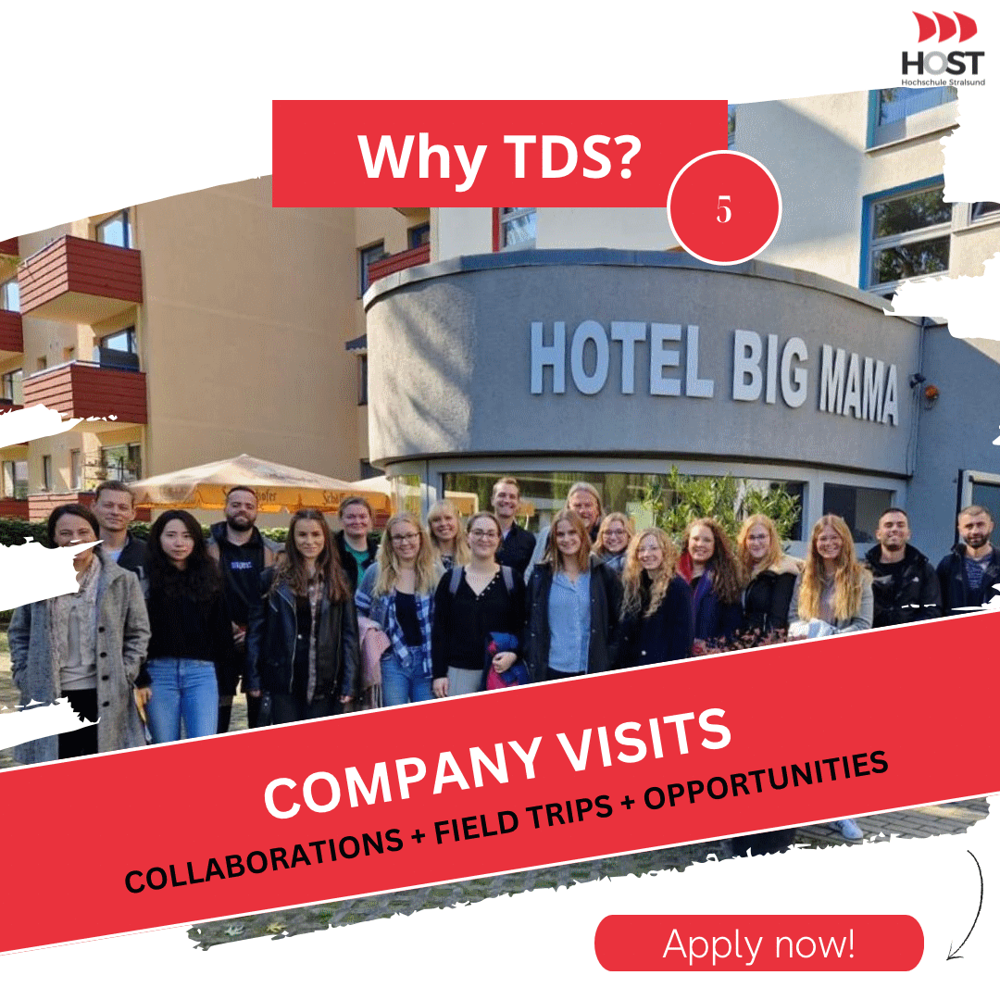 HOST
Hochschule Stralsund
Why TDS?
5
HOTEL BIG MAMA
COMPANY VISITS
COLLABORATIONS + FIELD TRIPS + OPPORTUNITIES
Apply now!